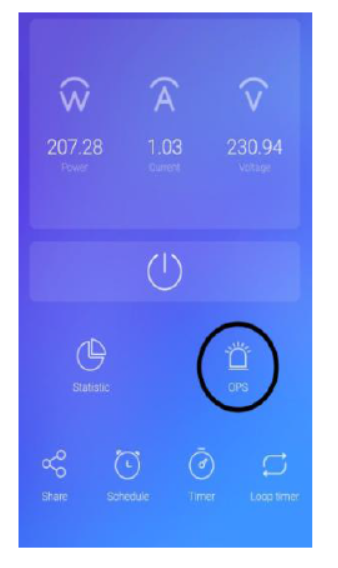 W A V
207.28 1.03 230.94
Power Current Voltage
Statistic OPS
Share Schedule Timer Loop timer